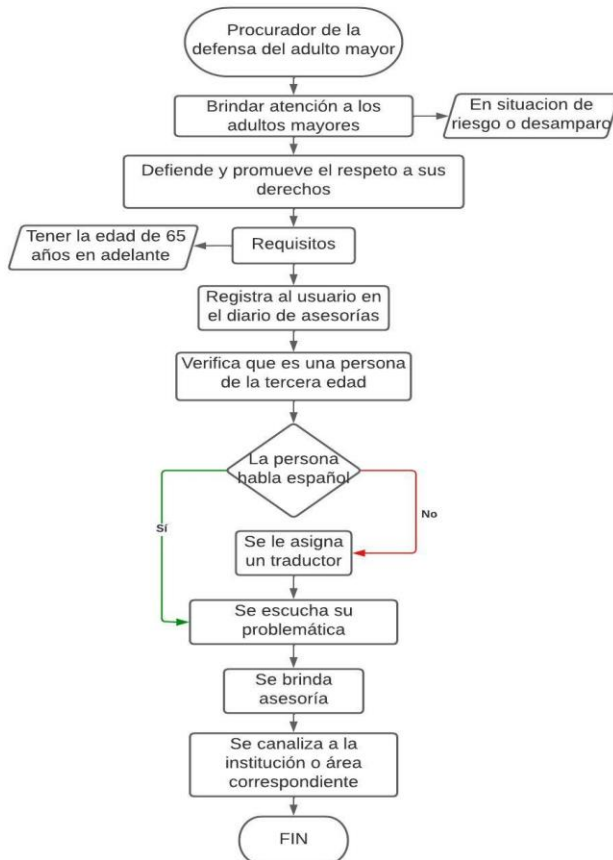 Procurador de la
defensa del adulto mayor
Brindar atención a los
adultos mayores
En situacion de
riesgo o desamparo
Defiende y promueve el respeto a sus
derechos
Tener la edad de 65
años en adelante
Requisitos
Registra al usuario en
el diario de asesorías
Verifica que es una persona
de la tercera edad
La persona
habla español
Sí
No
Se le asigna
un traductor
Se escucha su
problemática
Se brinda
asesoría
Se canaliza a la
institución o área
correspondiente
FIN